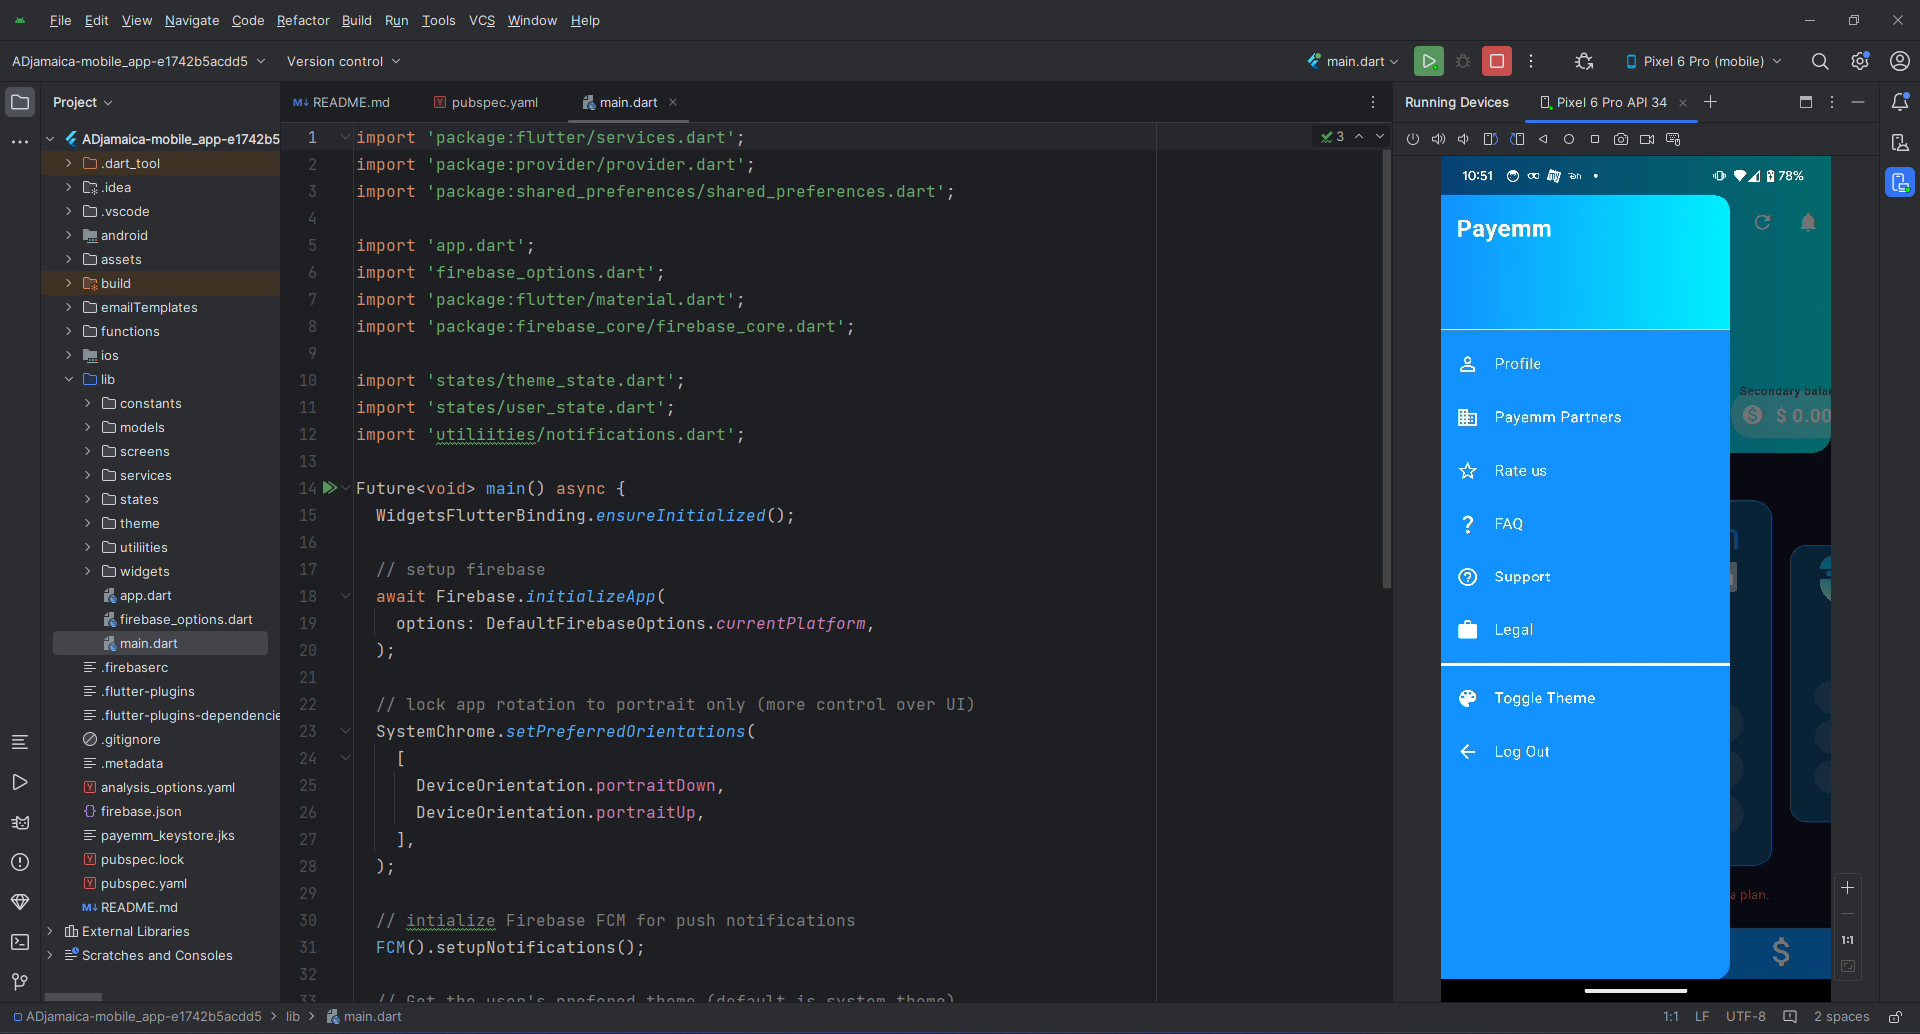 File Edit View Navigate Code Refactor Build Run Tools VCS Window Help
ADjamaica-mobile_app-e1742b5acdd5 Version control main.dart Pixel 6 Pro (mobile)
Project
ADjamaica-mobile_app-e1742b5
.dart_tool
.idea
.vscode
android
assets
build
emailTemplates
functions
ios
lib
constants
models
screens
services
states
theme
utiliities
widgets
app.dart
firebase_options.dart
main.dart
.firebaserc
.flutter-plugins
.flutter-plugins-dependencie
.gitignore
.metadata
analysis_options.yaml
firebase.json
payemm_keystore.jks
pubspec.lock
pubspec.yaml
README.md
External Libraries
Scratches and Consoles
README.md pubspec.yaml main.dart
3
1 import 'package:flutter/services.dart';
2 import 'package:provider/provider.dart';
3 import 'package:shared_preferences/shared_preferences.dart';
4
5 import 'app.dart';
6 import 'firebase_options.dart';
7 import 'package:flutter/material.dart';
8 import 'package:firebase_core/firebase_core.dart';
9
10 import 'states/theme_state.dart';
11 import 'states/user_state.dart';
12 import 'utiliities/notifications.dart';
13
14 Future<void> main() async {
15 WidgetsFlutterBinding.ensureInitialized();
16
17 // setup firebase
18 await Firebase.initializeApp(
19 options: DefaultFirebaseOptions.currentPlatform,
20 );
21
22 // lock app rotation to portrait only (more control over UI)
23 SystemChrome.setPreferredOrientations(
24 [
25 DeviceOrientation.portraitDown,
26 DeviceOrientation.portraitUp,
27 ],
28 );
29
30 // intialize Firebase FCM for push notifications
31 FCM().setupNotifications();
32
33 // Get the user's prefered theme (default is system theme)
Running Devices Pixel 6 Pro API 34
10:51 78%
Payemm
Profile
Payemm Partners
Rate us
FAQ
Support
Legal
Toggle Theme
Log Out
Secondary balan
$ 0.00
a plan.
1:1
ADjamaica-mobile_app-e1742b5acdd5 > lib > main.dart
1:1 LF UTF-8 2 spaces